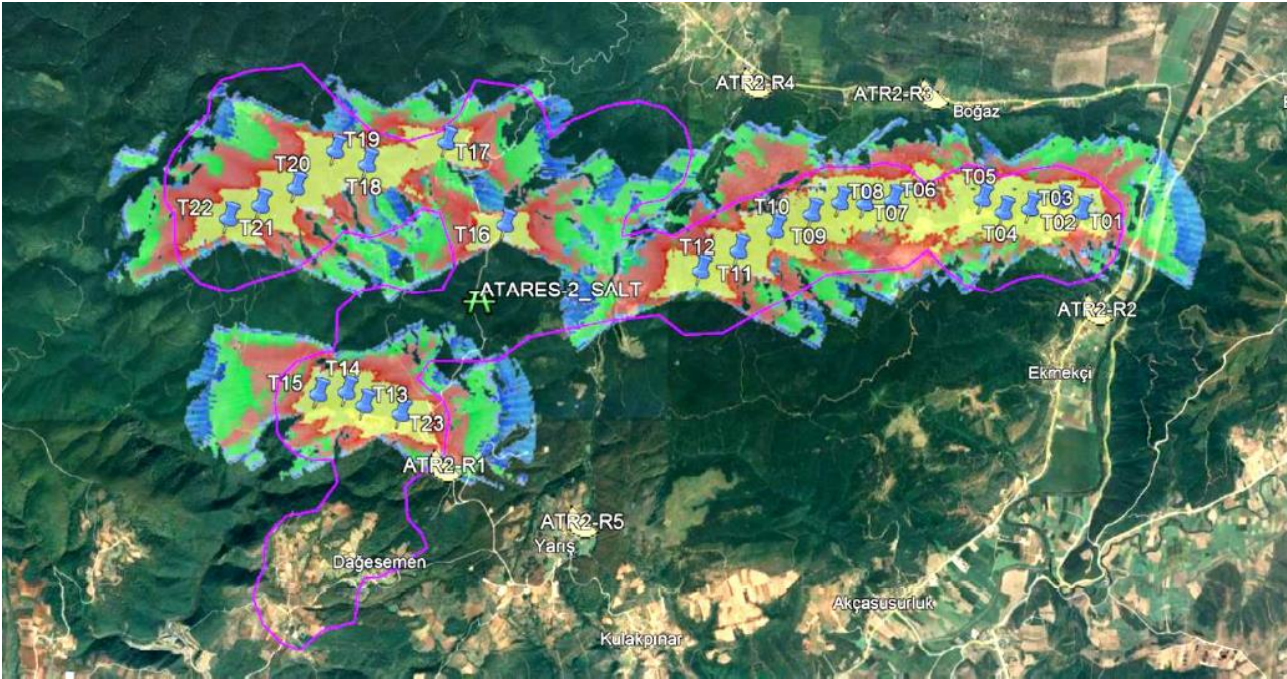 ATR2-R4
ATR2-R3
Boğaz
T19
T17
T20
T18
T05
T22
T21
T16
T10
T08
T06
T07
T03
T02
T01
T12
T09
T04
T11
ATARES-2_SALT
ATR2-R2
Ekmekçi
T15
T14
T13
T23
ATR2-R1
ATR2-R5
Yarış
Dağesemen
Akçasusurluk
Kulakpınar